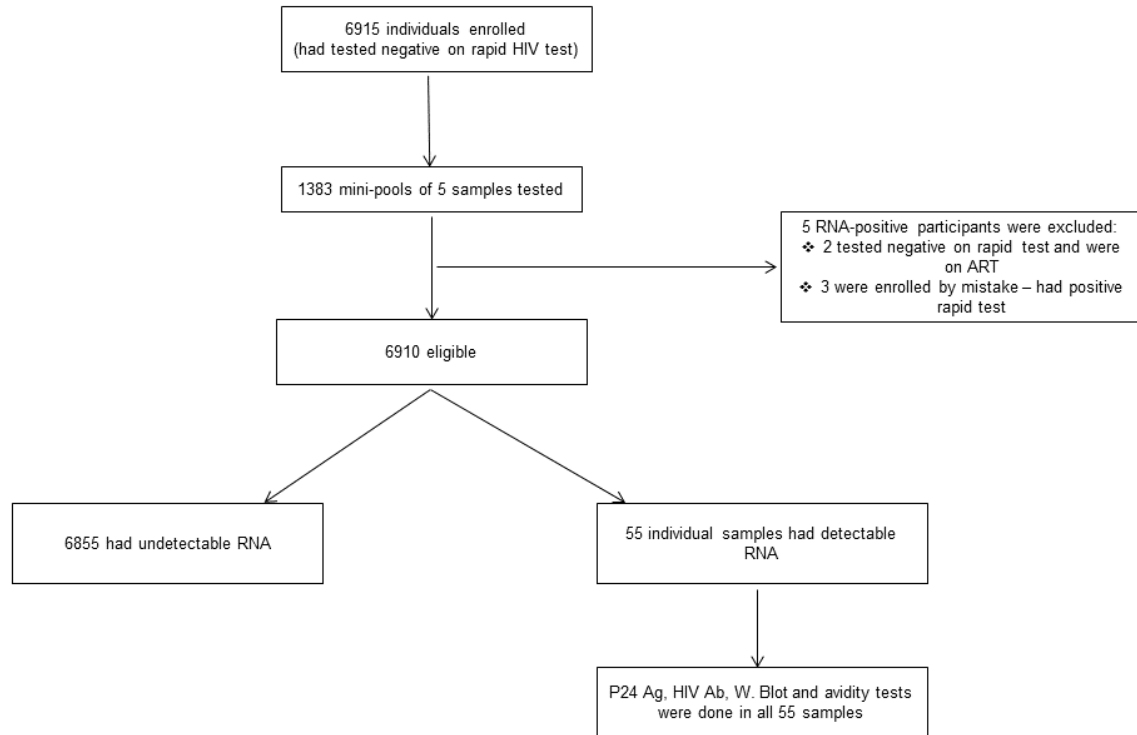 6915 individuals enrolled
(had tested negative on rapid HIV test)
1383 mini-pools of 5 samples tested
5 RNA-positive participants were excluded:
❖ 2 tested negative on rapid test and were
on ART
❖ 3 were enrolled by mistake – had positive
rapid test
6910 eligible
6855 had undetectable RNA
55 individual samples had detectable
RNA
P24 Ag, HIV Ab, W. Blot and avidity tests
were done in all 55 samples